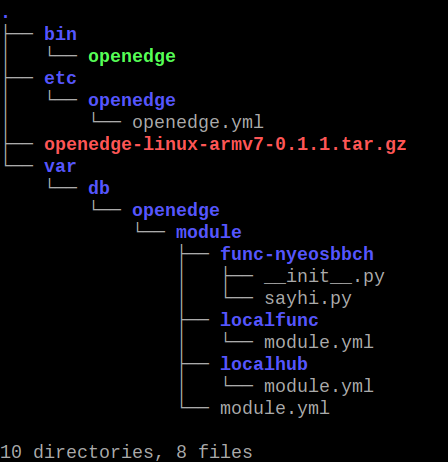 .
├── bin
│   └── openedge
├── etc
│   └── openedge
│       └── openedge.yml
├── openedge-linux-armv7-0.1.1.tar.gz
└── var
    └── db
        └── openedge
            └── module
                ├── func-nyeosbbch
                │   ├── __init__.py
                │   └── sayhi.py
                ├── localfunc
                │   └── module.yml
                ├── localhub
                │   └── module.yml
                └── module.yml

10 directories, 8 files